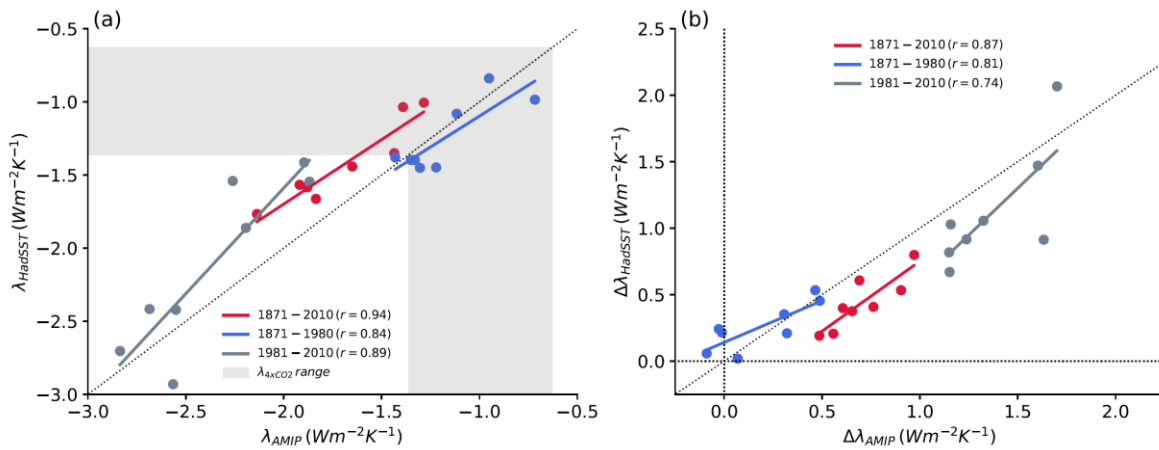 (a)
−0.5
−1.0
−1.5
−2.0
−2.5
−3.0
λHadSST (Wm−2K−1)
1871−2010 (r = 0.94)
1871−1980 (r = 0.84)
1981−2010 (r = 0.89)
λ4xCO2 range
−3.0 −2.5 −2.0 −1.5 −1.0 −0.5
λAMIP (Wm−2K−1)
(b)
2.5
2.0
1.5
1.0
0.5
0.0
ΔλHadSST (Wm−2K−1)
1871−2010 (r = 0.87)
1871−1980 (r = 0.81)
1981−2010 (r = 0.74)
0.0 0.5 1.0 1.5 2.0
ΔλAMIP (Wm−2K−1)